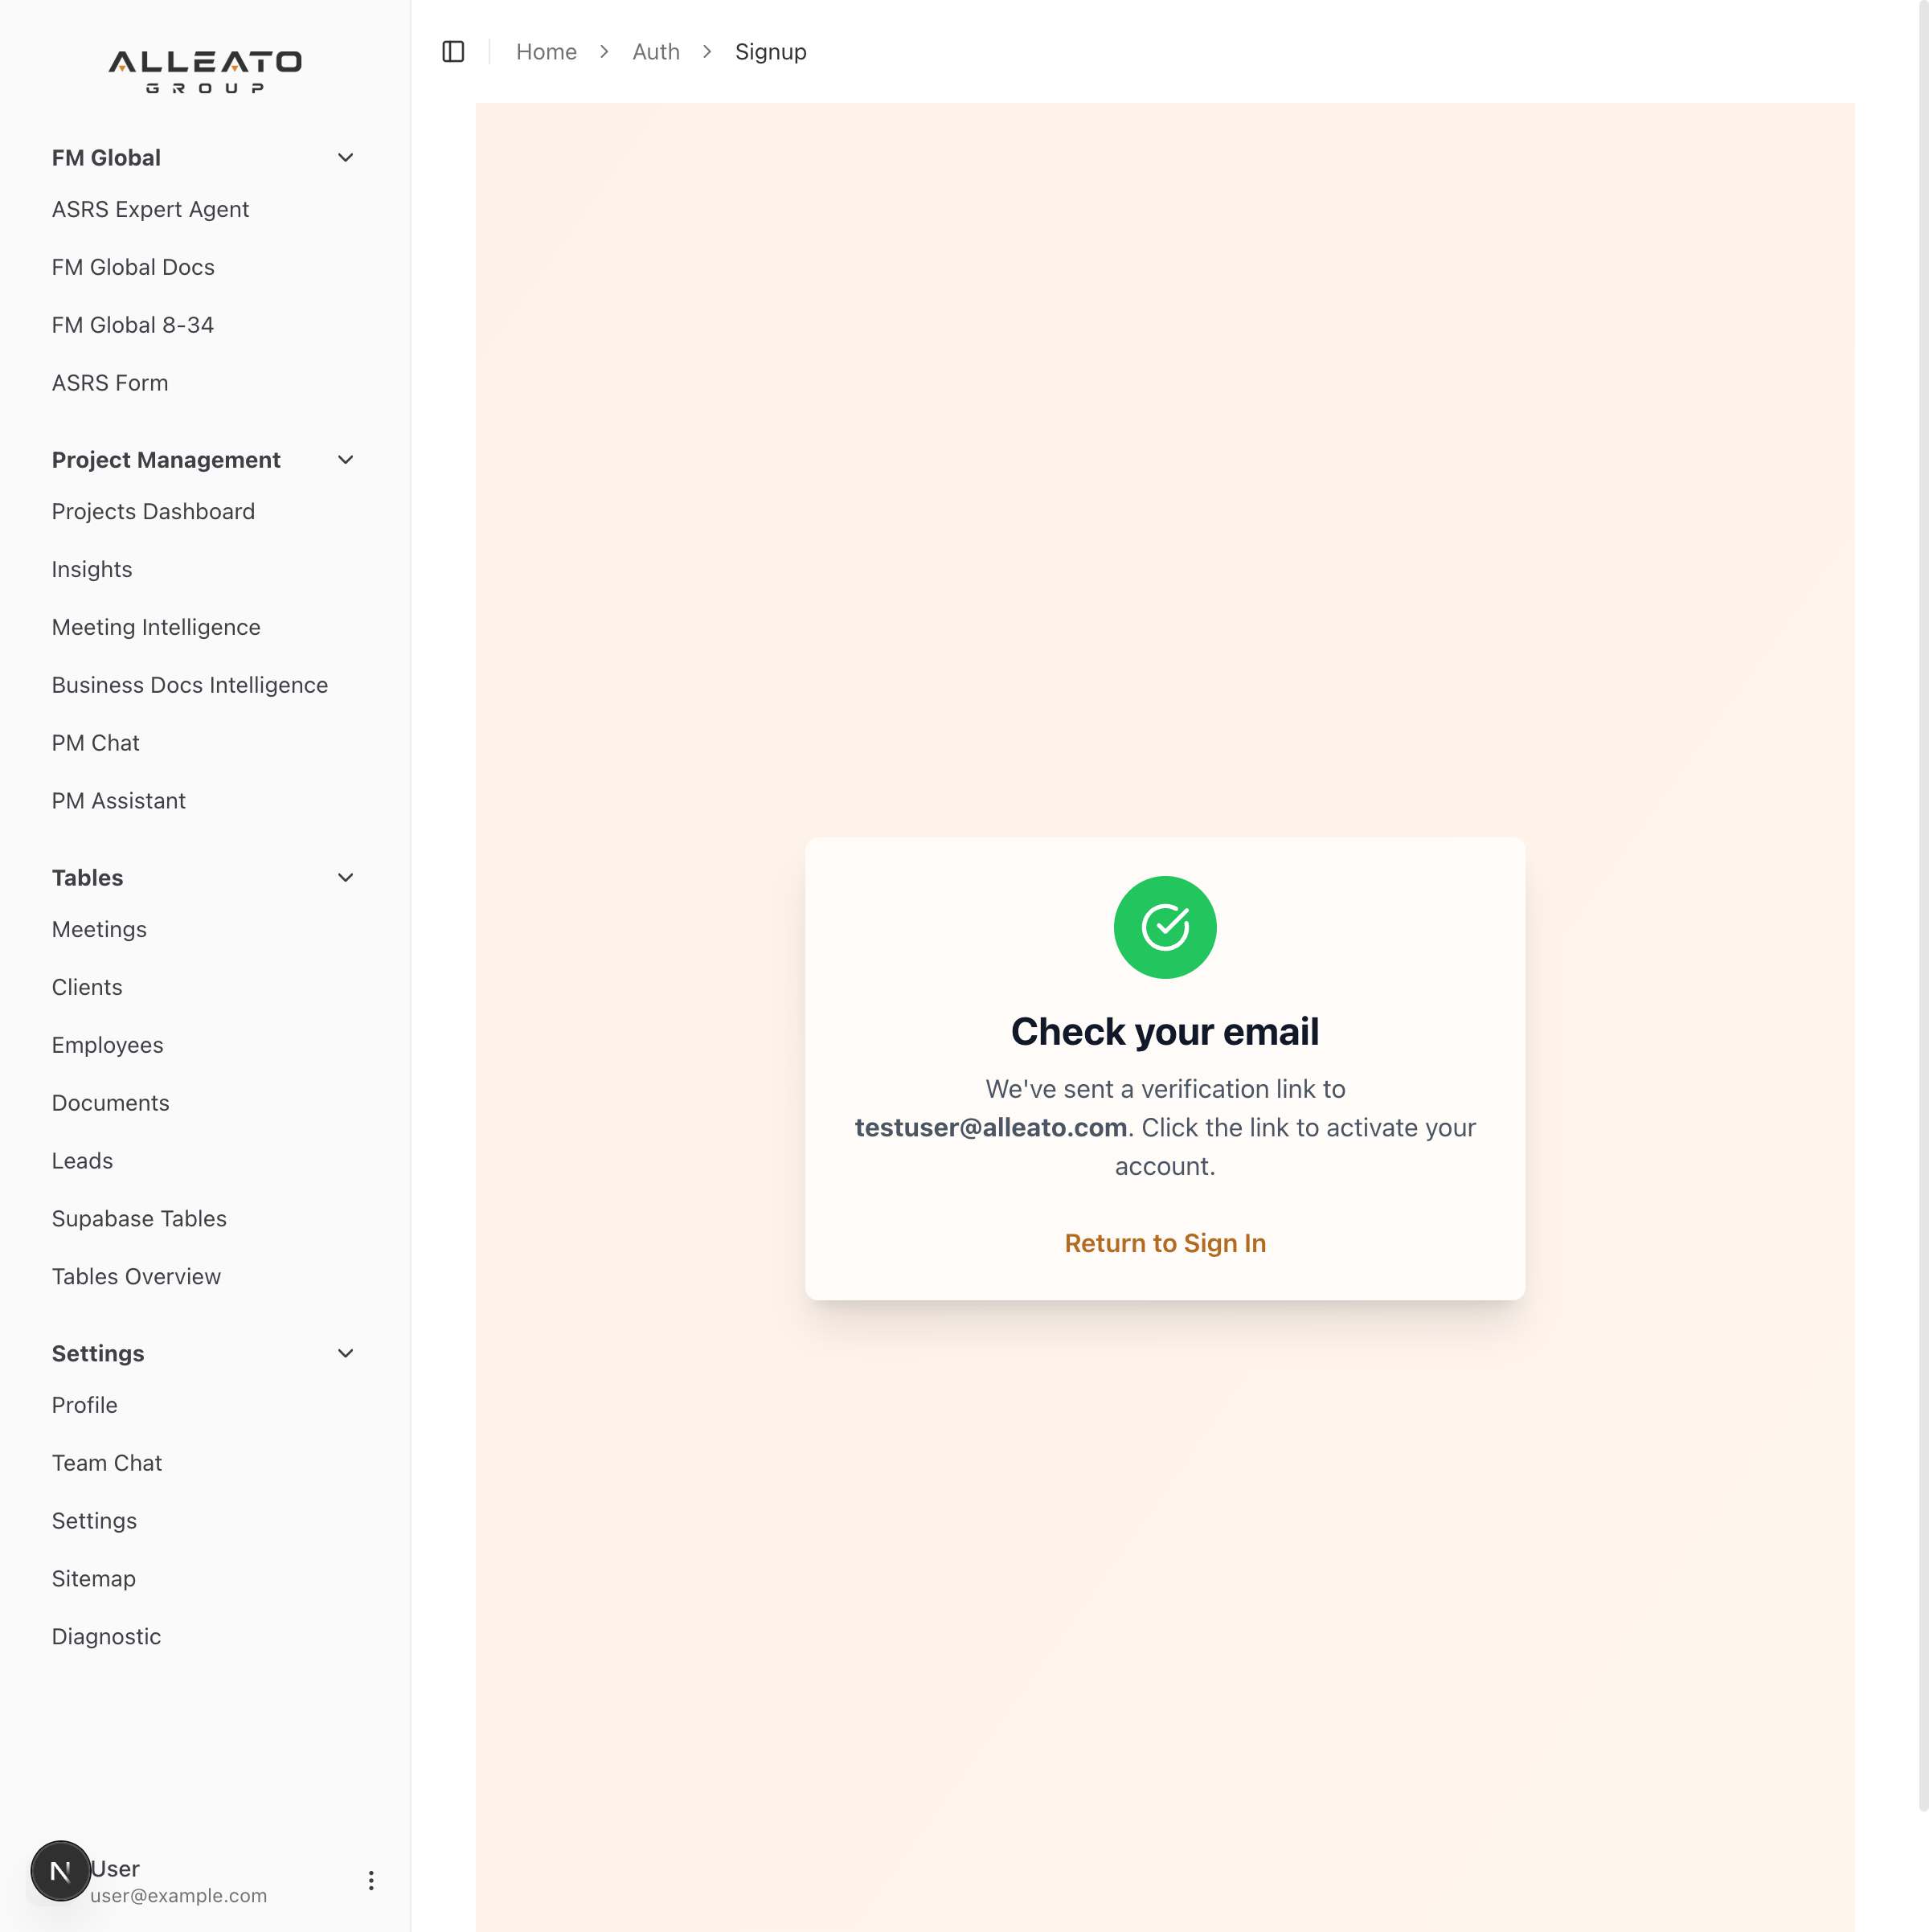 ALLEATO
GROUP
FM Global
ASRS Expert Agent
FM Global Docs
FM Global 8-34
ASRS Form
Project Management
Projects Dashboard
Insights
Meeting Intelligence
Business Docs Intelligence
PM Chat
PM Assistant
Tables
Meetings
Clients
Employees
Documents
Leads
Supabase Tables
Tables Overview
Settings
Profile
Team Chat
Settings
Sitemap
Diagnostic
N
User
user@example.com
Home > Auth > Signup
Check your email
We've sent a verification link to
testuser@alleato.com. Click the link to activate your
account.
Return to Sign In